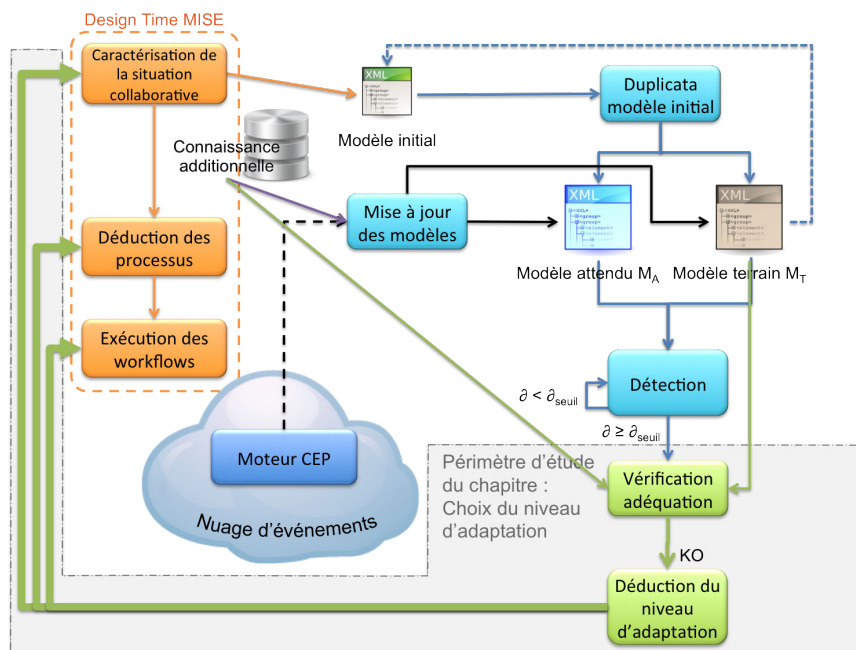 Design Time MISE
Caractérisation de
la situation
collaborative
XML
Modèle initial
Duplicata
modèle initial
Connaissance
additionnelle
Mise à jour
des modèles
XML
Modèle attendu MA
XML
Modèle terrain MT
Déduction des
processus
Exécution des
workflows
Détection
∂ < ∂seuil
∂ ≥ ∂seuil
Moteur CEP
Nuage d'événements
Périmètre d'étude
du chapitre :
Choix du niveau
d'adaptation
Vérification
adéquation
KO
Déduction du
niveau
d'adaptation